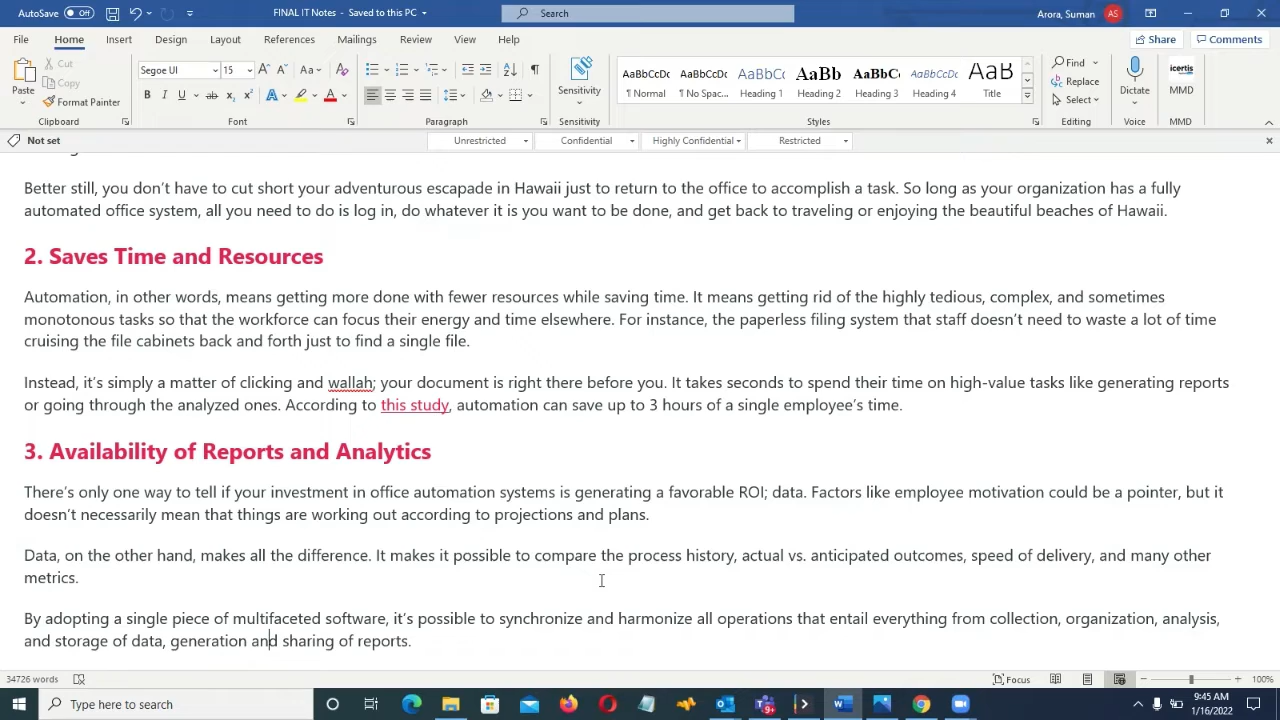 AutoSave Off FINAL IT Notes - Saved to this PC Search Arora, Suman AS
File Home Insert Design Layout References Mailings Review View Help Share Comments
Paste Cut Copy Format Painter Clipboard
Segoe UI 15 Font
Paragraph
Sensitivity Sensitivity
AaBbCcDc Normal AaBbCcDc No Spac... AaBbCcDc Heading 1 AaBb Heading 2 AaBbCc Heading 3 AaBbCcDc Heading 4 AaB Title Styles
Find Replace Select Editing
Dictate Voice
icertis MMD MMD
Not set Unrestricted Confidential Highly Confidential Restricted
Better still, you don’t have to cut short your adventurous escapade in Hawaii just to return to the office to accomplish a task. So long as your organization has a fully
automated office system, all you need to do is log in, do whatever it is you want to be done, and get back to traveling or enjoying the beautiful beaches of Hawaii.
2. Saves Time and Resources
Automation, in other words, means getting more done with fewer resources while saving time. It means getting rid of the highly tedious, complex, and sometimes
monotonous tasks so that the workforce can focus their energy and time elsewhere. For instance, the paperless filing system that staff doesn’t need to waste a lot of time
cruising the file cabinets back and forth just to find a single file.
Instead, it’s simply a matter of clicking and wallah; your document is right there before you. It takes seconds to spend their time on high-value tasks like generating reports
or going through the analyzed ones. According to this study, automation can save up to 3 hours of a single employee’s time.
3. Availability of Reports and Analytics
There’s only one way to tell if your investment in office automation systems is generating a favorable ROI; data. Factors like employee motivation could be a pointer, but it
doesn’t necessarily mean that things are working out according to projections and plans.
Data, on the other hand, makes all the difference. It makes it possible to compare the process history, actual vs. anticipated outcomes, speed of delivery, and many other
metrics.
By adopting a single piece of multifaceted software, it’s possible to synchronize and harmonize all operations that entail everything from collection, organization, analysis,
and storage of data, generation and sharing of reports.
34726 words Focus 100%
Type here to search 9:45 AM
1/16/2022